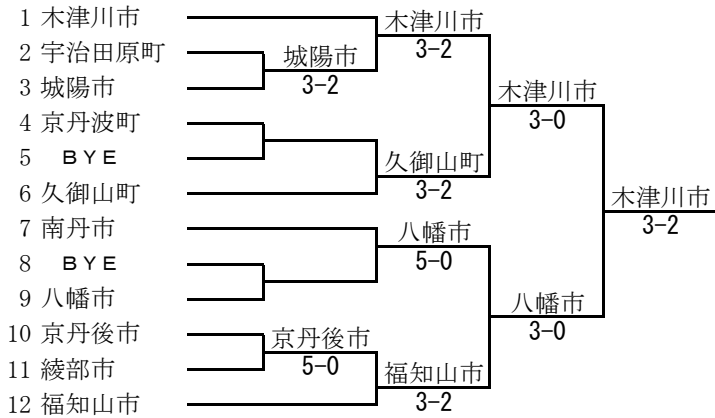 1 木津川市
木津川市
2 宇治田原町
城陽市
3-2
3 城陽市
3-2
木津川市
4 京丹波町
3-0
5 BYE
久御山町
6 久御山町
3-2
木津川市
7 南丹市
3-2
八幡市
8 BYE
5-0
9 八幡市
八幡市
10 京丹後市
京丹後市
3-0
11 綾部市
5-0
福知山市
12 福知山市
3-2